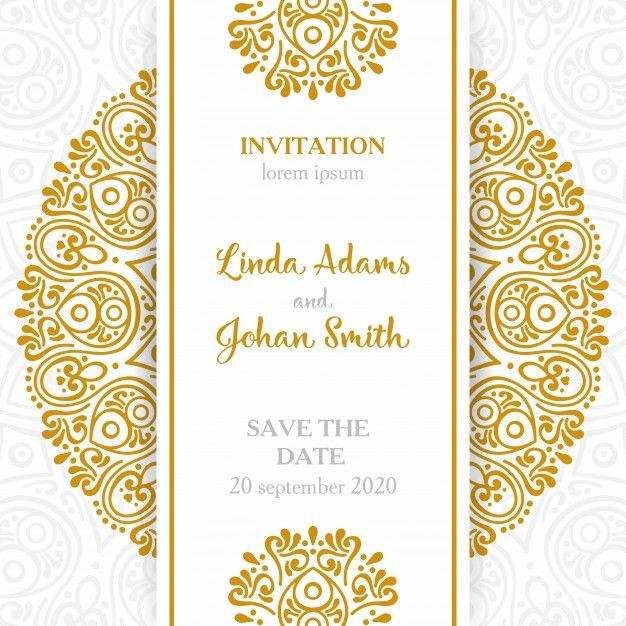 INVITATION
lorem ipsum
Linda Adams
and
Johan Smith
SAVE THE
DATE
20 september 2020